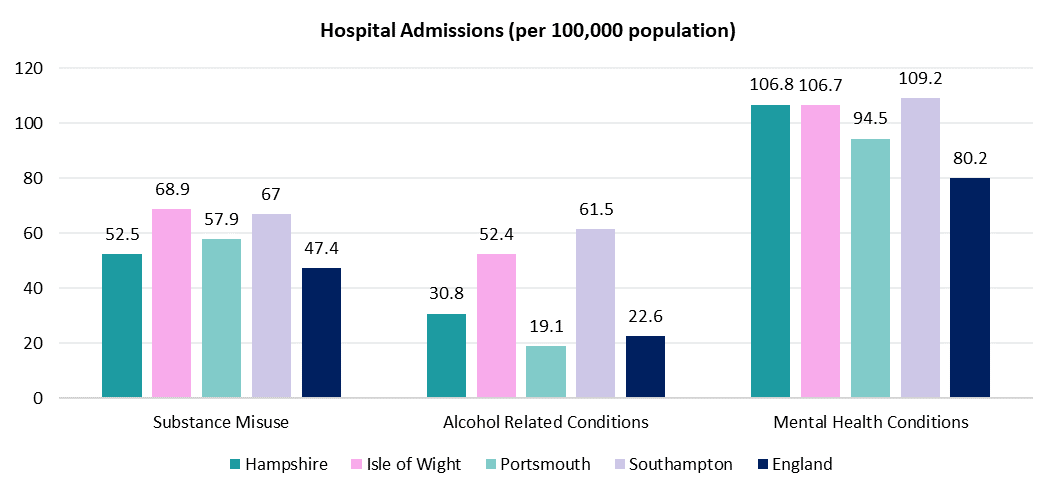 Hospital Admissions (per 100,000 population)
120
100
80
60
40
20
0
52.5
68.9
57.9
67
47.4
30.8
52.4
19.1
61.5
22.6
106.8
106.7
94.5
109.2
80.2
Substance Misuse
Alcohol Related Conditions
Mental Health Conditions
Hampshire
Isle of Wight
Portsmouth
Southampton
England